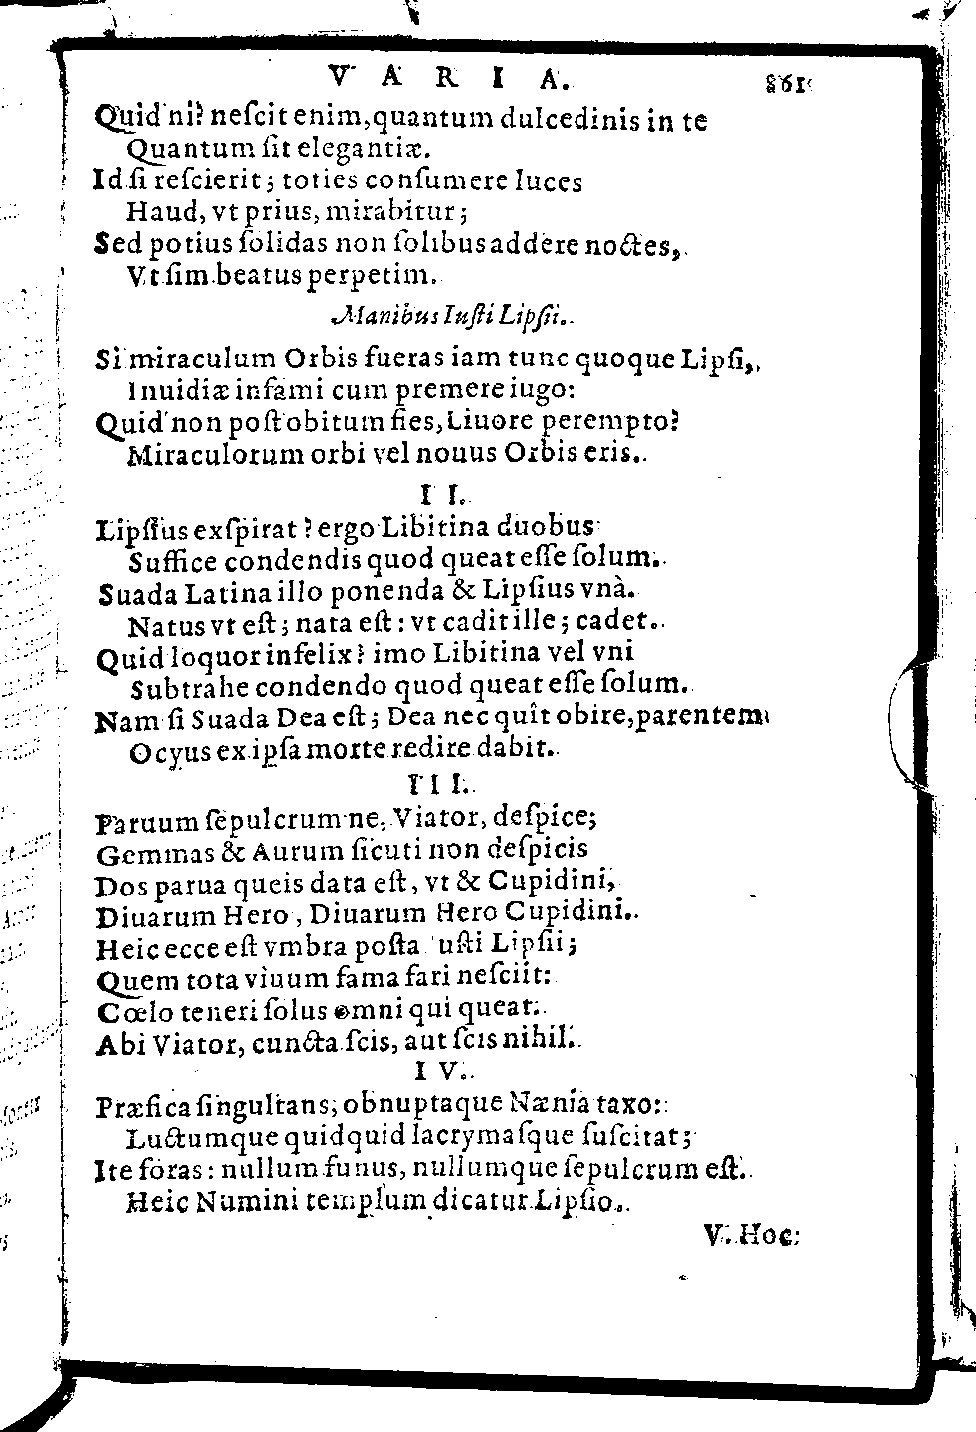 VARIA. 861
Quid ni? neſcit enim, quantum dulcedinis in te
Quantum ſit elegantiæ.
Id ſi reſcierit; toties conſumere luces
Haud, vt prius, mirabitur;
Sed potius ſolidas non ſolibus addere noctes,
Vt ſim beatus perpetim.
Manibus Iuſti Lipſii.
Si miraculum Orbis fueras iam tunc quoque Lipſi,
Inuidiæ infami cum premere iugo:
Quid non poſt obitum fies, Liuore perempto?
Miraculorum orbi vel nouus Orbis eris.
II.
Lipſius exſpirat? ergo Libitina duobus
Suffice condendis quod queat eſſe ſolum.
Suada Latina illo ponenda & Lipſius vnà.
Natus vt eſt; nata eſt: vt cadit ille; cadet.
Quid loquor infelix? imo Libitina vel vni
Subtrahe condendo quod queat eſſe ſolum.
Nam ſi Suada Dea eſt; Dea nec quît obire, parentem
Ocyus ex ipſa morte redire dabit.
III.
Paruum ſepulcrum ne, Viator, deſpice;
Gemmas & Aurum ſicuti non deſpicis
Dos parua queis data eſt, vt & Cupidini,
Diuarum Hero, Diuarum Hero Cupidini.
Heic ecce eſt vmbra poſta uſti Lipſii;
Quem tota viuum fama fari neſciit:
Cœlo teneri ſolus omni qui queat.
Abi Viator, cuncta ſcis, aut ſcis nihil.
IV.
Præfica ſingultans, obnuptaque Nænia taxo:
Luctumque quidquid lacrymaſque ſuſcitat;
Ite foras: nullum funus, nullumque ſepulcrum eſt.
Heic Numini templum dicatur Lipſio.
V. Hoc